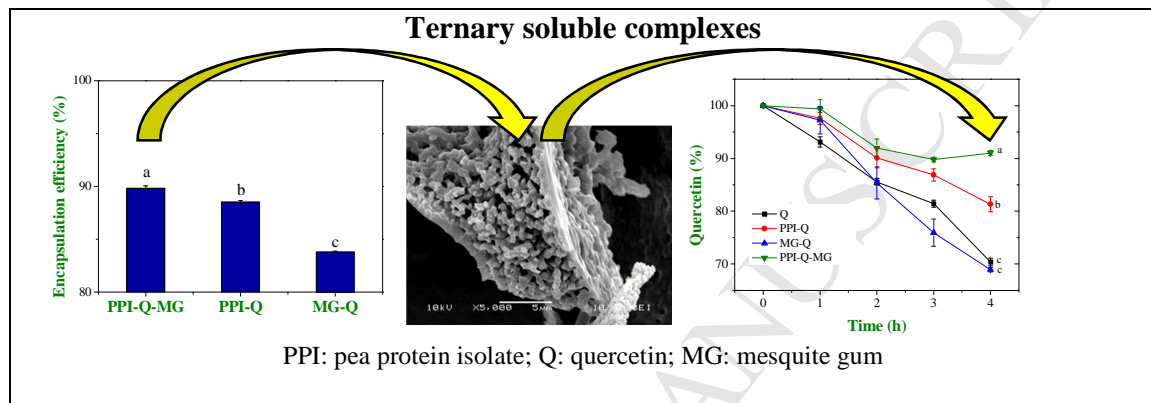 Ternary soluble complexes
Encapsulation efficiency (%)
100
90
80
a
b
c
PPI-Q-MG PPI-Q MG-Q
10kV X5,000 5µm
Quercetin (%)
100
90
80
70
a
b
c
c
Q
PPI-Q
MG-Q
PPI-Q-MG
0 1 2 3 4
Time (h)
PPI: pea protein isolate; Q: quercetin; MG: mesquite gum